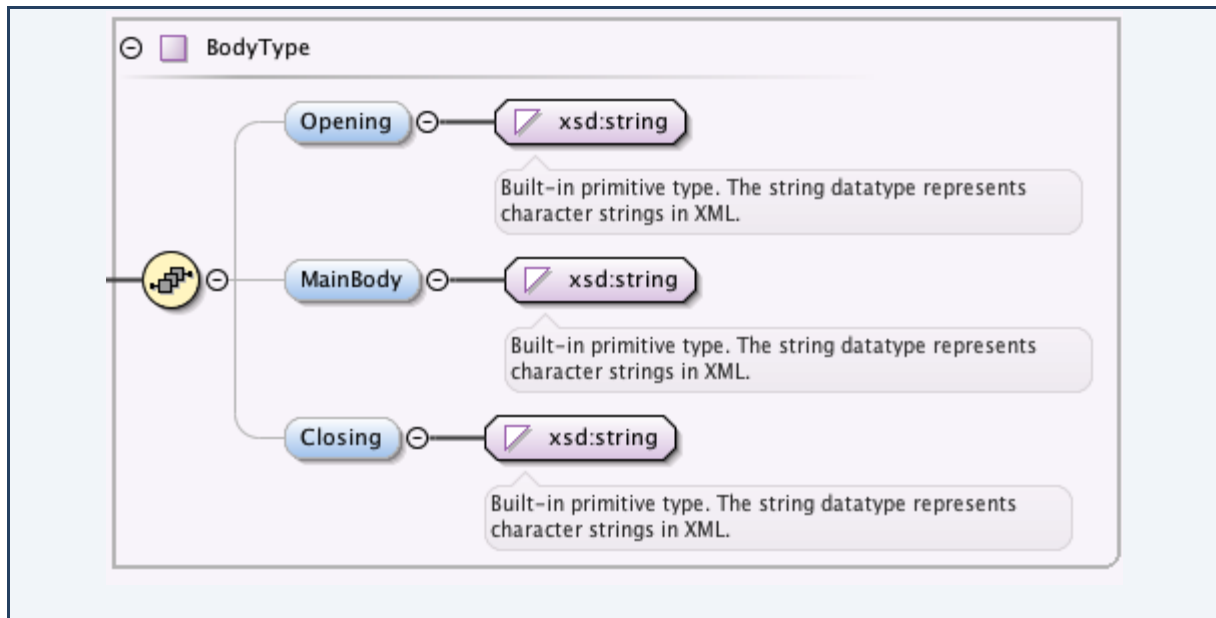 BodyType
Opening
xsd:string
Built-in primitive type. The string datatype represents
character strings in XML.
MainBody
xsd:string
Built-in primitive type. The string datatype represents
character strings in XML.
Closing
xsd:string
Built-in primitive type. The string datatype represents
character strings in XML.